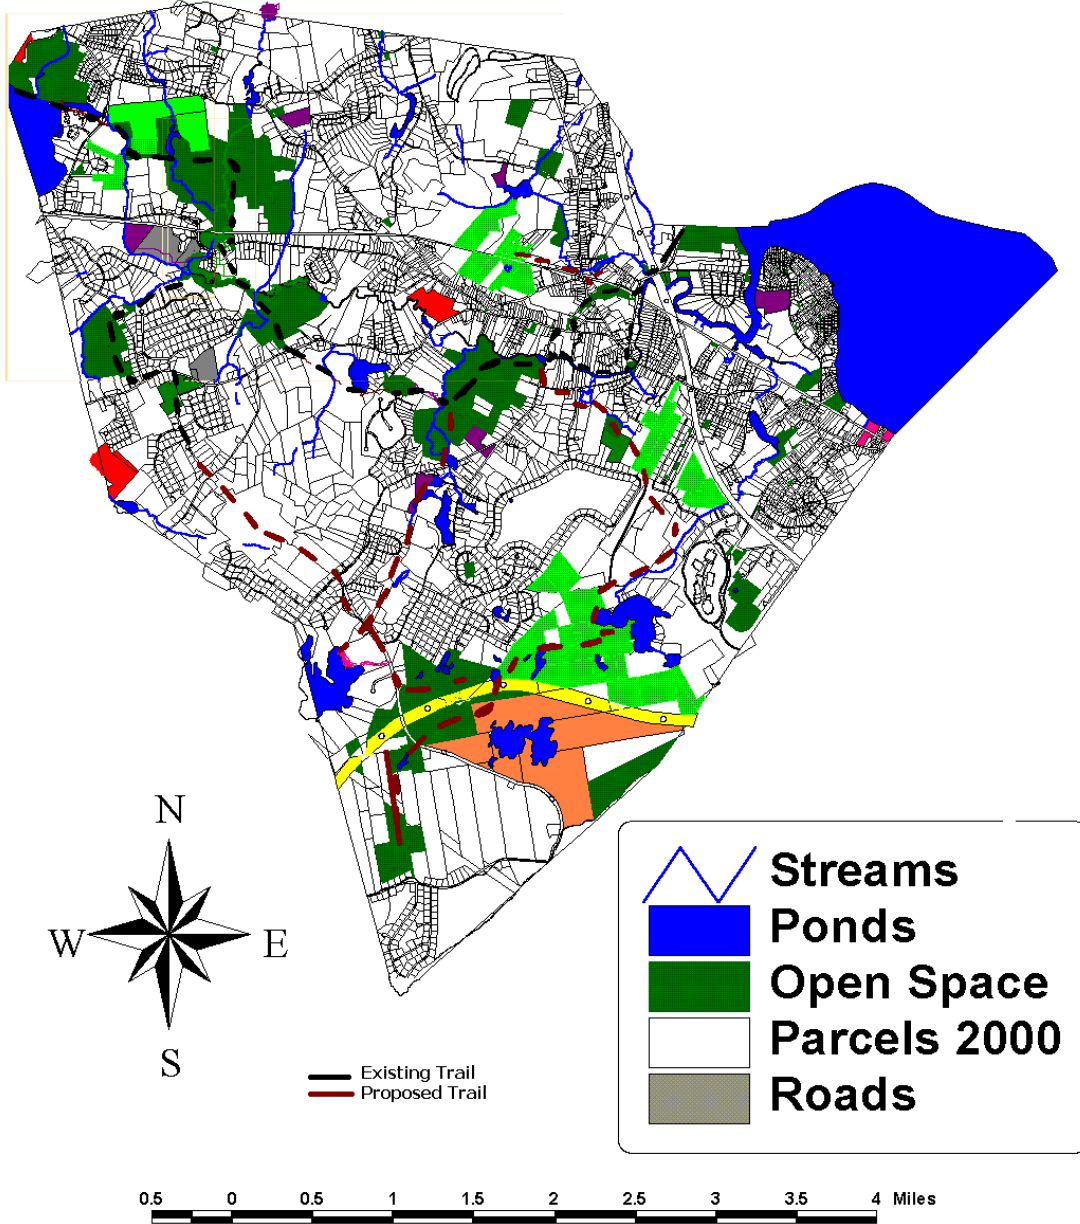 N
W E
S
Streams
Ponds
Open Space
Parcels 2000
Roads
Existing Trail
Proposed Trail
0.5 0 0.5 1 1.5 2 2.5 3 3.5 4 Miles